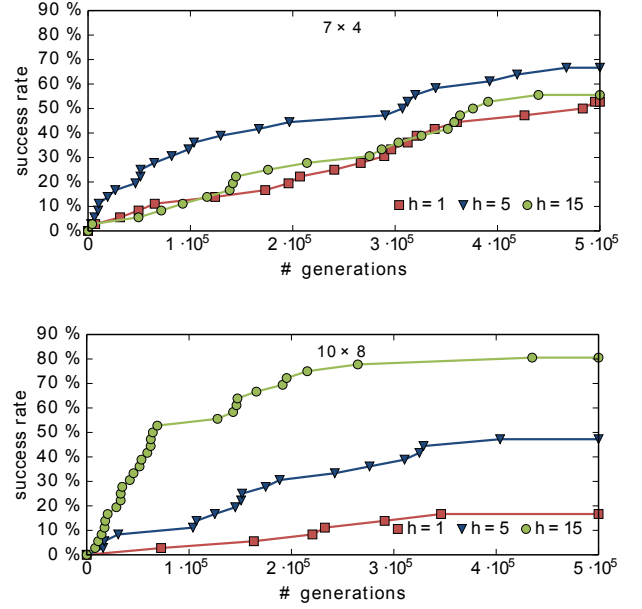 7 × 4
90 %
80 %
70 %
60 %
50 %
40 %
30 %
20 %
10 %
0 %
success rate
h = 1 h = 5 h = 15
0 1 ·10⁵ 2 ·10⁵ 3 ·10⁵ 4 ·10⁵ 5 ·10⁵
# generations
10 × 8
90 %
80 %
70 %
60 %
50 %
40 %
30 %
20 %
10 %
0 %
success rate
h = 1 h = 5 h = 15
0 1 ·10⁵ 2 ·10⁵ 3 ·10⁵ 4 ·10⁵ 5 ·10⁵
# generations